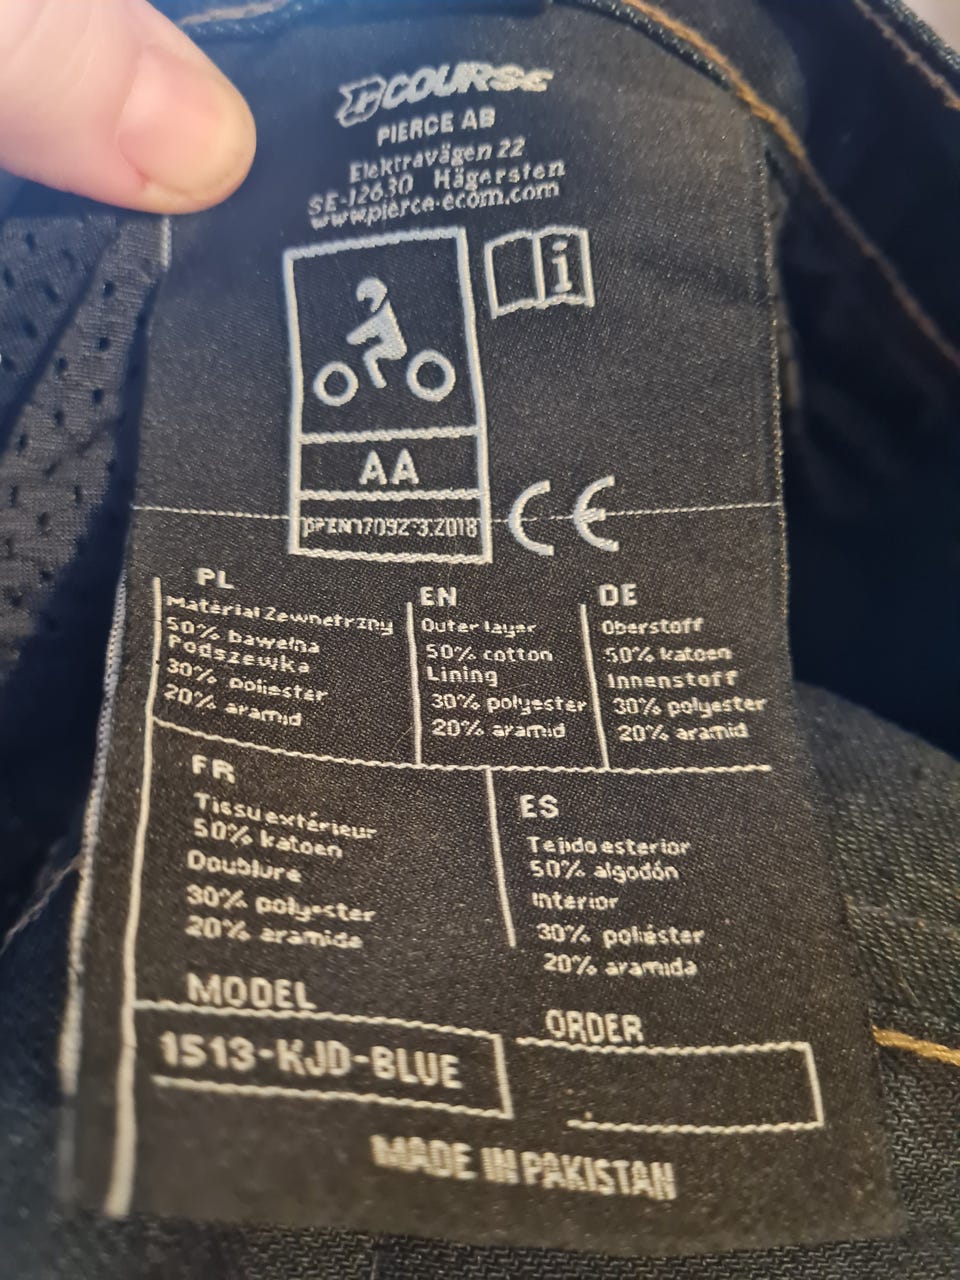 COURSE
PIERCE AB
Elektravägen 22
SE-12630 Hägersten
www.pierce-ecom.com
i
AA
prEN17092-3.2018
CE
PL
Materiał Zewnetrzny
50% bawełna
Podszewka
30% poliester
20% aramid
EN
Outer layer
50% cotton
Lining
30% polyester
20% aramid
DE
Oberstoff
50% katoen
Innenstoff
30% polyester
20% aramid
FR
Tissu extérieur
50% katoen
Doublure
30% polyester
20% aramide
ES
Tejido esterior
50% algodón
Interior
30% poliéster
20% aramida
MODEL
1513-KJD-BLUE
ORDER
MADE IN PAKISTAN